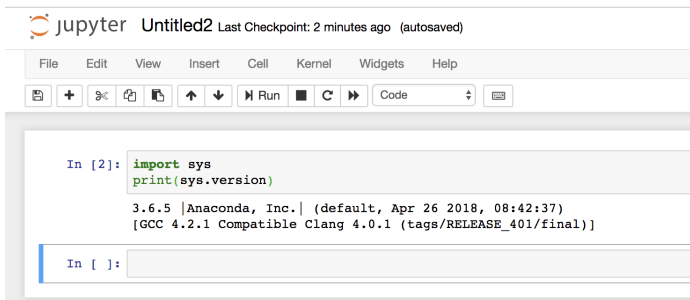 jupyter Untitled2 Last Checkpoint: 2 minutes ago (autosaved)
File Edit View Insert Cell Kernel Widgets Help
Run Code
In [2]: import sys
print(sys.version)
3.6.5 |Anaconda, Inc.| (default, Apr 26 2018, 08:42:37)
[GCC 4.2.1 Compatible Clang 4.0.1 (tags/RELEASE_401/final)]
In [ ]: